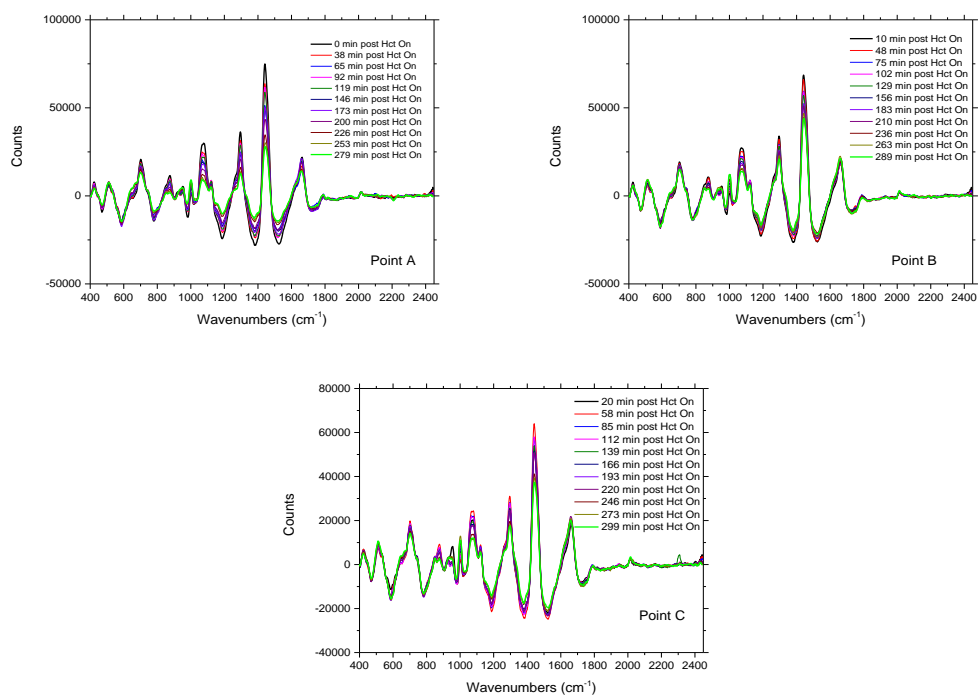 100000
50000
0
-50000
Counts
0 min post Hct On
38 min post Hct On
65 min post Hct On
92 min post Hct On
119 min post Hct On
146 min post Hct On
173 min post Hct On
200 min post Hct On
226 min post Hct On
253 min post Hct On
279 min post Hct On
Point A
400 600 800 1000 1200 1400 1600 1800 2000 2200 2400
Wavenumbers (cm⁻¹)
100000
50000
0
-50000
Counts
10 min post Hct On
48 min post Hct On
75 min post Hct On
102 min post Hct On
129 min post Hct On
156 min post Hct On
183 min post Hct On
210 min post Hct On
236 min post Hct On
263 min post Hct On
289 min post Hct On
Point B
400 600 800 1000 1200 1400 1600 1800 2000 2200 2400
Wavenumbers (cm⁻¹)
80000
60000
40000
20000
0
-20000
-40000
Counts
20 min post Hct On
58 min post Hct On
85 min post Hct On
112 min post Hct On
139 min post Hct On
166 min post Hct On
193 min post Hct On
220 min post Hct On
246 min post Hct On
273 min post Hct On
299 min post Hct On
Point C
400 600 800 1000 1200 1400 1600 1800 2000 2200 2400
Wavenumbers (cm⁻¹)